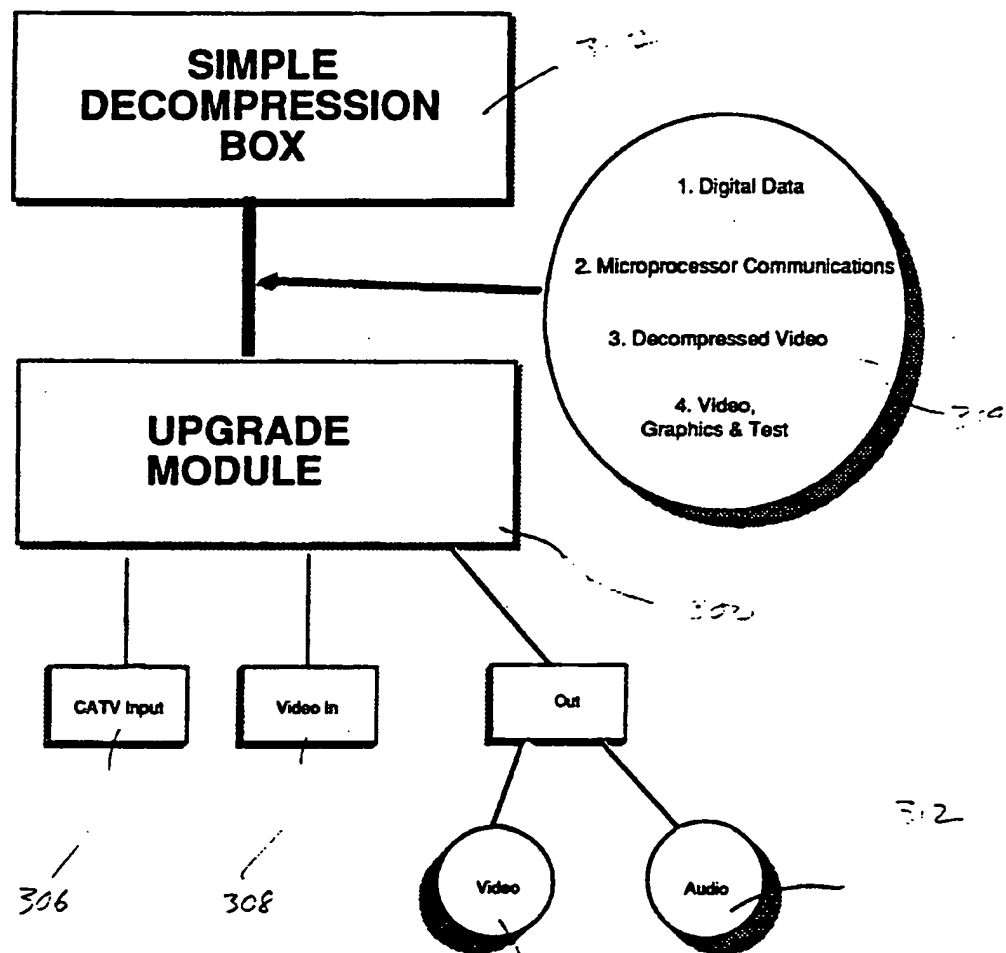 SIMPLE
DECOMPRESSION
BOX
1. Digital Data
2. Microprocessor Communications
3. Decompressed Video
4. Video,
Graphics & Test
UPGRADE
MODULE
CATV Input
Video In
Out
312
306
308
Video
Audio